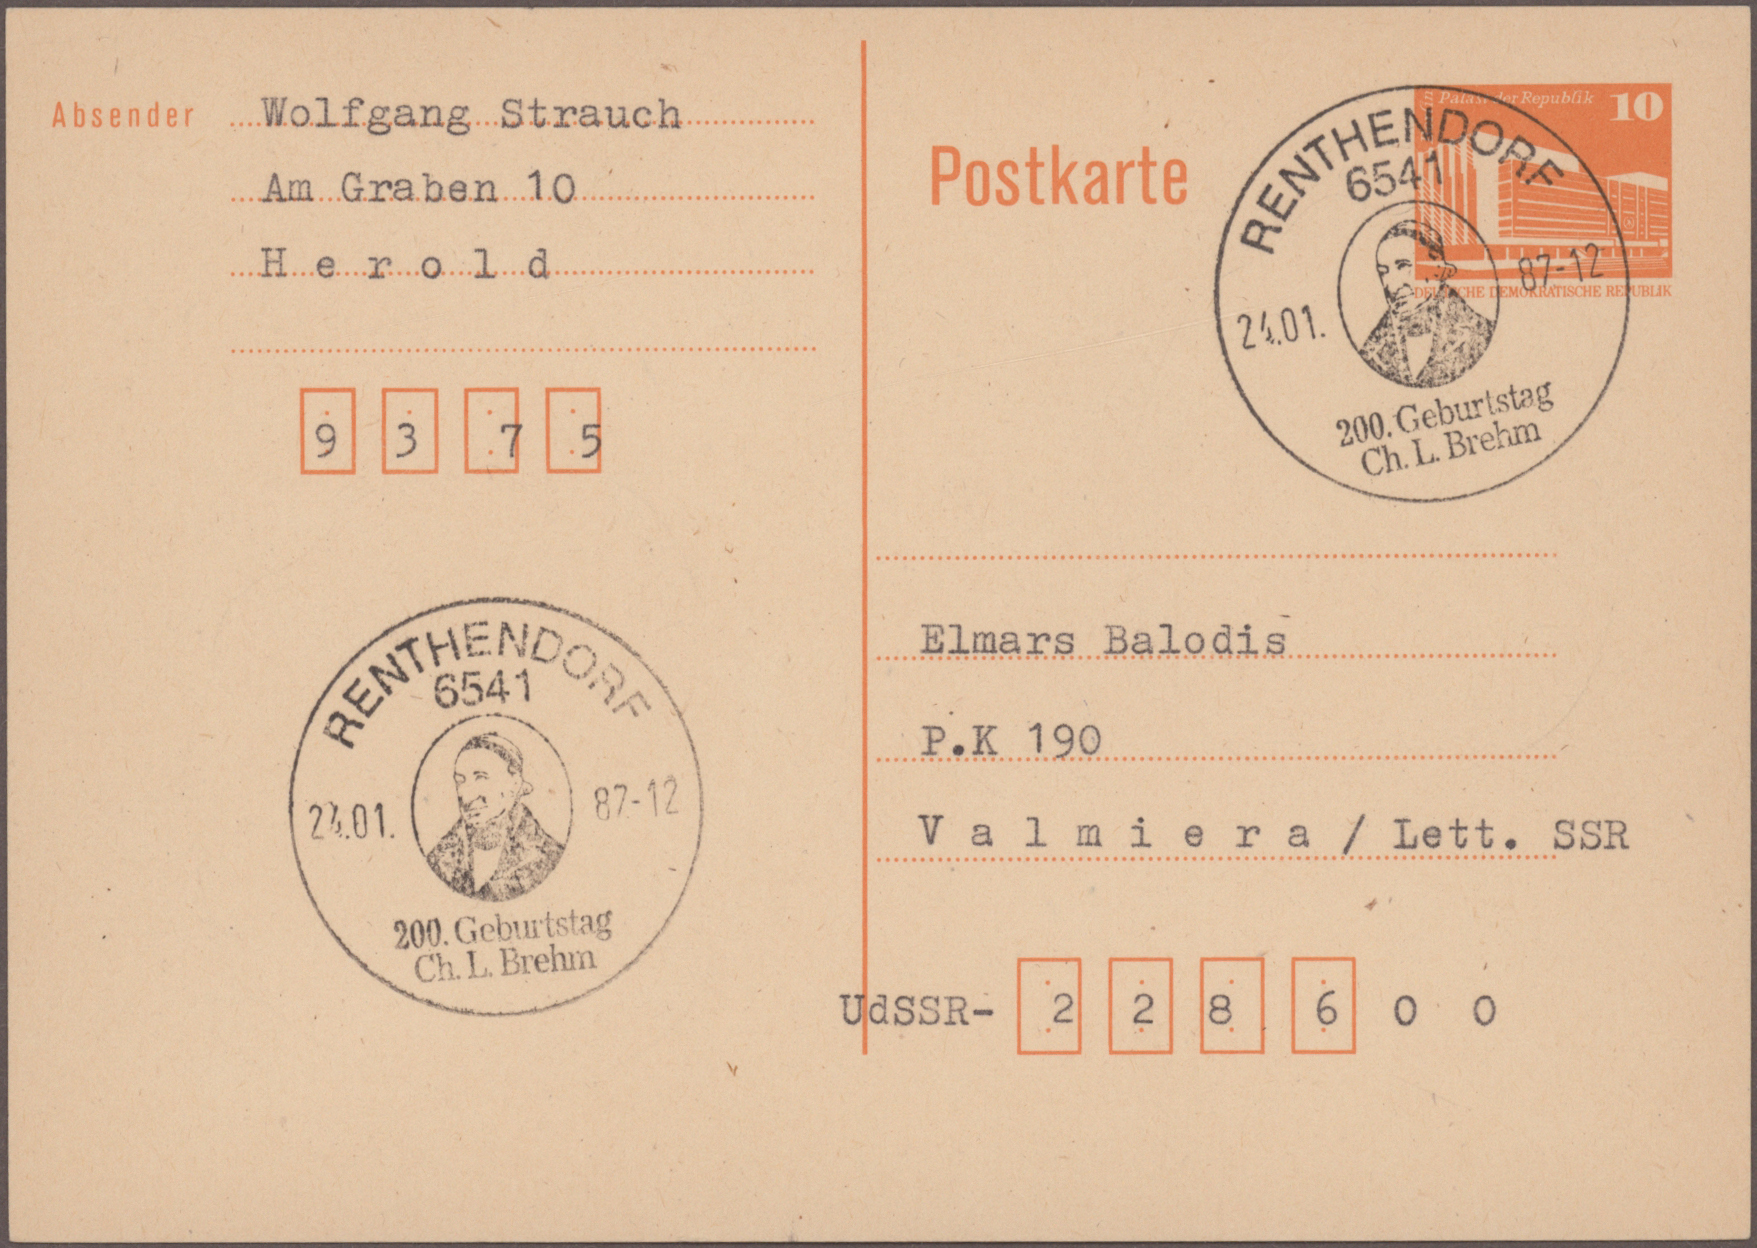 Absender Wolfgang Strauch
Am Graben 10
Herold
9 3 7 5
Postkarte
Palast der Republik 10
DEUTSCHE DEMOKRATISCHE REPUBLIK
RENTHENDORF
6541
24.01. 87-12
200. Geburtstag
Ch. L. Brehm
RENTHENDORF
6541
24.01. 87-12
200. Geburtstag
Ch. L. Brehm
Elmars Balodis
P.K 190
Valmiera / Lett. SSR
UdSSR- 2 2 8 6 0 0